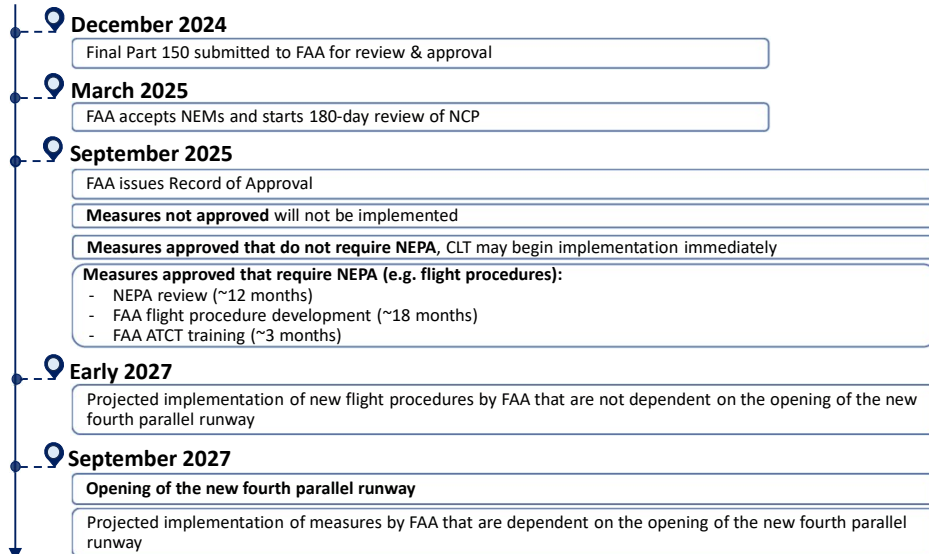 December 2024
Final Part 150 submitted to FAA for review & approval
March 2025
FAA accepts NEMs and starts 180-day review of NCP
September 2025
FAA issues Record of Approval
Measures not approved will not be implemented
Measures approved that do not require NEPA, CLT may begin implementation immediately
Measures approved that require NEPA (e.g. flight procedures):
- NEPA review (~12 months)
- FAA flight procedure development (~18 months)
- FAA ATCT training (~3 months)
Early 2027
Projected implementation of new flight procedures by FAA that are not dependent on the opening of the new
fourth parallel runway
September 2027
Opening of the new fourth parallel runway
Projected implementation of measures by FAA that are dependent on the opening of the new fourth parallel
runway